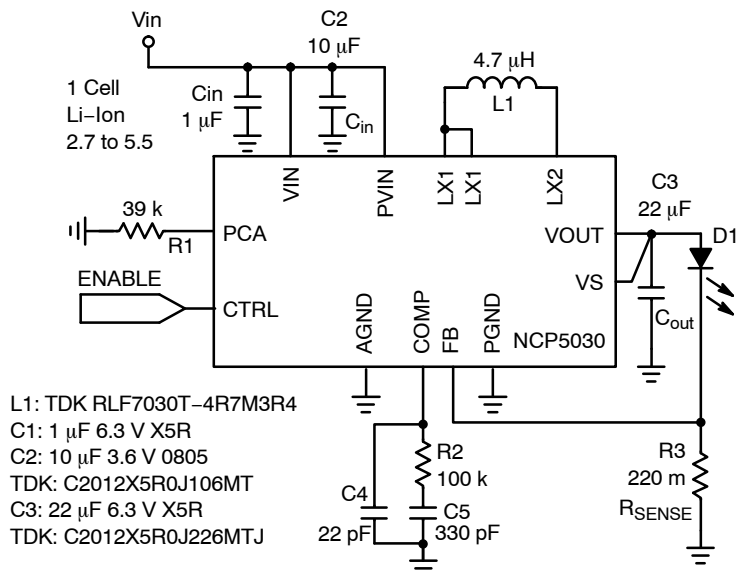 Vin
C2
10 μF
4.7 μH
L1
1 Cell
Li–Ion
2.7 to 5.5
Cin
1 μF
Cin
VIN
PVIN
LX1
LX1
LX2
C3
22 μF
39 k
R1
PCA
VOUT
D1
ENABLE
CTRL
VS
Cout
AGND
COMP
FB
PGND
NCP5030
L1: TDK RLF7030T–4R7M3R4
C1: 1 μF 6.3 V X5R
C2: 10 μF 3.6 V 0805
TDK: C2012X5R0J106MT
C3: 22 μF 6.3 V X5R
TDK: C2012X5R0J226MTJ
R2
100 k
C4
22 pF
C5
330 pF
R3
220 m
RSENSE